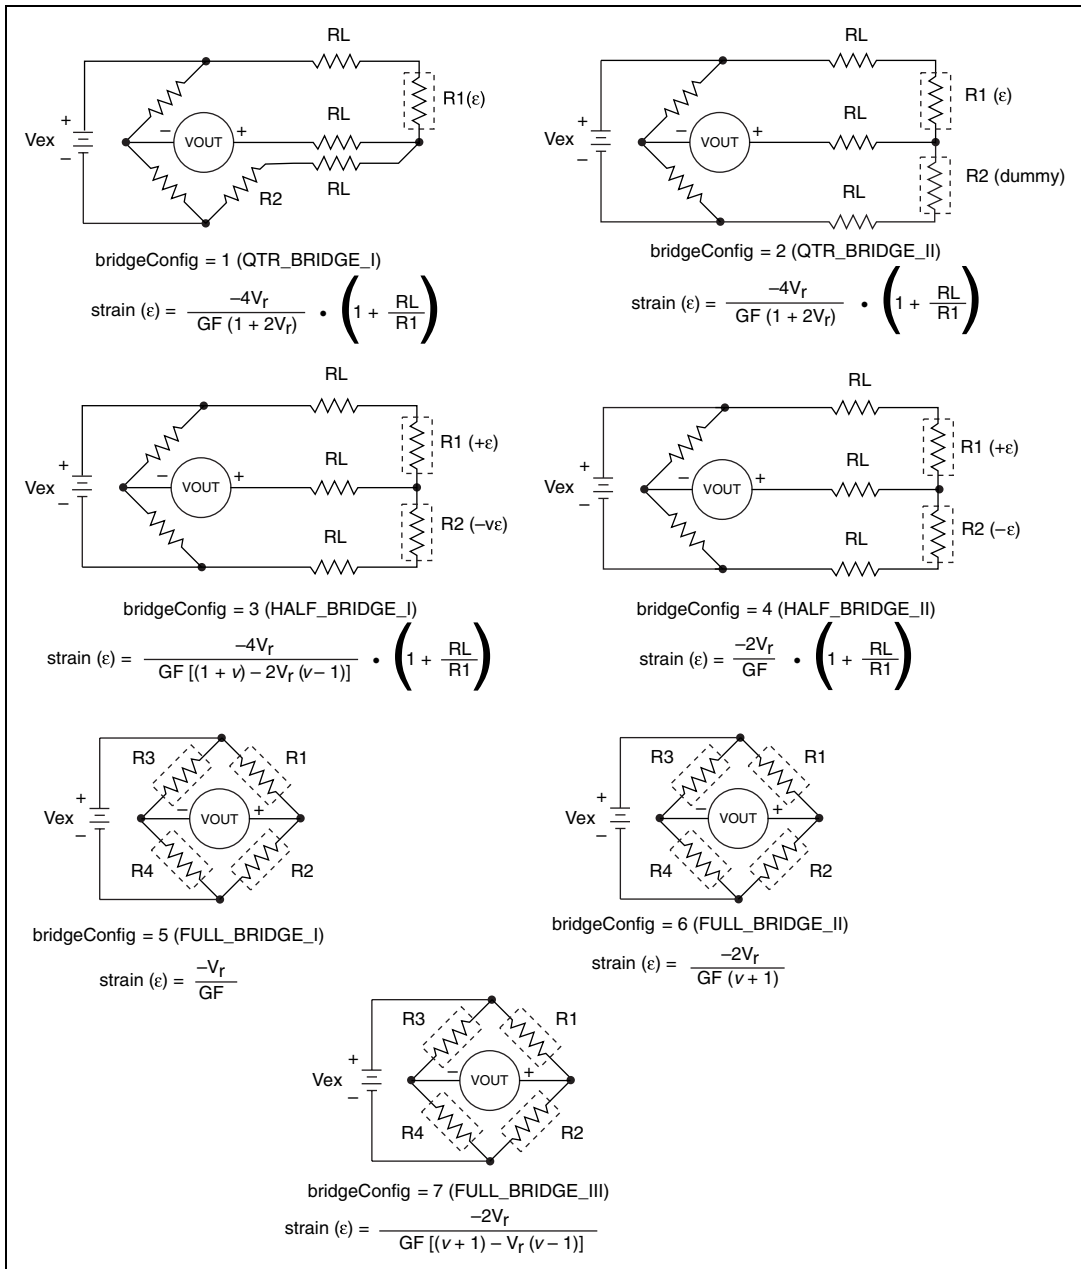 RL
R1(ε)
+
Vex
−
− VOUT +
RL
R2
RL
bridgeConfig = 1 (QTR_BRIDGE_I)
strain (ε) = −4Vr / GF (1 + 2Vr) • (1 + RL / R1)
RL
R1 (ε)
+
Vex
−
− VOUT +
RL
R2 (dummy)
RL
bridgeConfig = 2 (QTR_BRIDGE_II)
strain (ε) = −4Vr / GF (1 + 2Vr) • (1 + RL / R1)
RL
R1 (+ε)
+
Vex
−
− VOUT +
RL
R2 (−vε)
RL
bridgeConfig = 3 (HALF_BRIDGE_I)
strain (ε) = −4Vr / GF [(1 + v) − 2Vr (v − 1)] • (1 + RL / R1)
RL
R1 (+ε)
+
Vex
−
− VOUT +
RL
R2 (−ε)
RL
bridgeConfig = 4 (HALF_BRIDGE_II)
strain (ε) = −2Vr / GF • (1 + RL / R1)
R3 R1
+
Vex
−
− VOUT +
R4 R2
bridgeConfig = 5 (FULL_BRIDGE_I)
strain (ε) = −Vr / GF
R3 R1
+
Vex
−
− VOUT +
R4 R2
bridgeConfig = 6 (FULL_BRIDGE_II)
strain (ε) = −2Vr / GF (v + 1)
R3 R1
+
Vex
−
− VOUT +
R4 R2
bridgeConfig = 7 (FULL_BRIDGE_III)
strain (ε) = −2Vr / GF [(v + 1) − Vr (v − 1)]